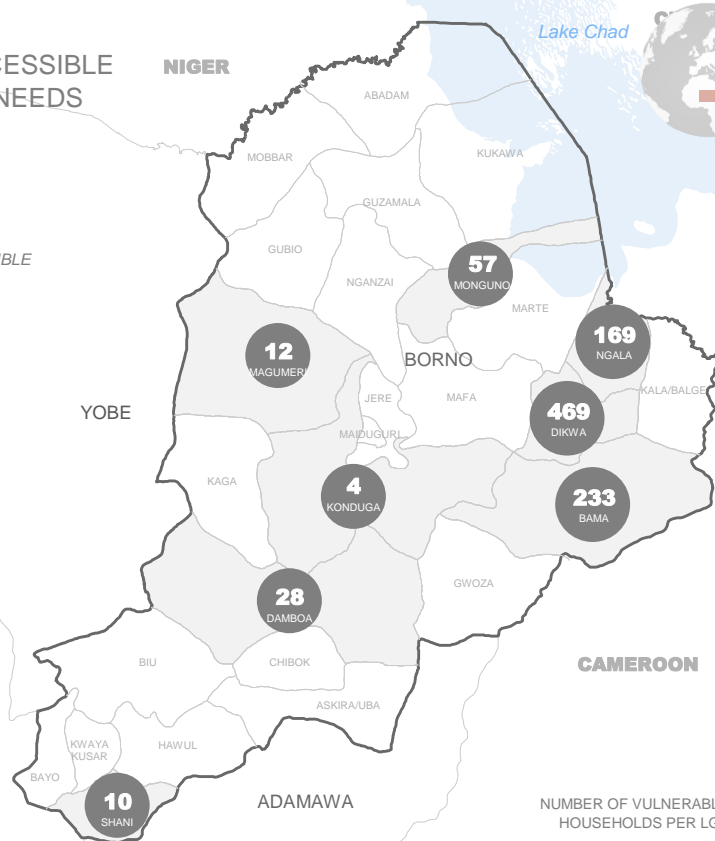 CESSIBLE
NEEDS
NIGER
Lake Chad
ABADAM
MOBBAR
KUKAWA
GUZAMALA
GUBIO
IBLE
57
MONGUNO
NGANZAI
MARTE
169
NGALA
12
MAGUMERI
BORNO
KALA/BALGE
JERE
MAFA
469
DIKWA
YOBE
MAIDUGURI
KAGA
4
KONDUGA
233
BAMA
28
DAMBOA
GWOZA
BIU
CHIBOK
CAMEROON
ASKIRA/UBA
KWAYA
KUSAR
HAWUL
BAYO
10
SHANI
ADAMAWA
NUMBER OF VULNERABL
HOUSEHOLDS PER LG